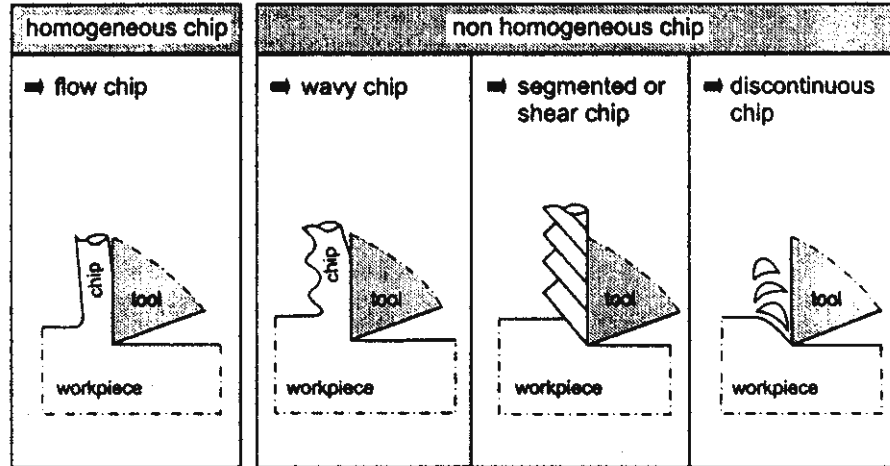 homogeneous chip
non homogeneous chip
➡ flow chip
➡ wavy chip
➡ segmented or
shear chip
➡ discontinuous
chip
chip
tool
workpiece
chip
tool
workpiece
tool
workpiece
tool
workpiece